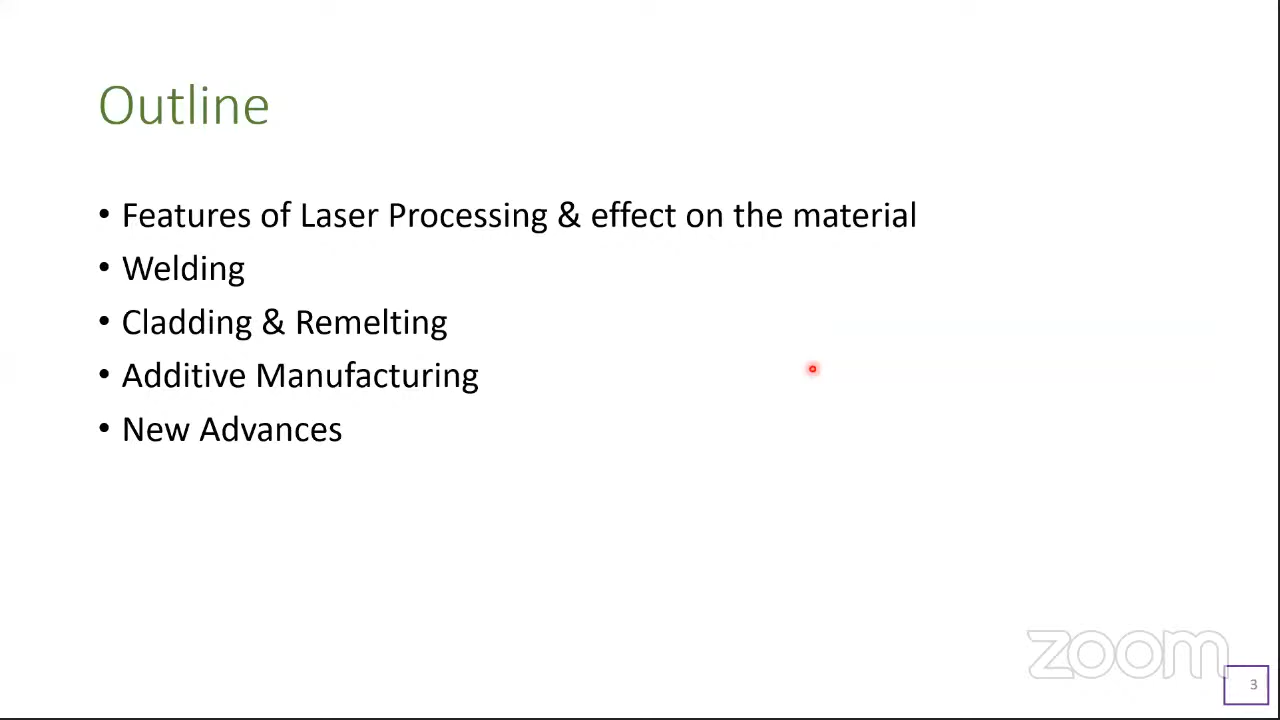 Outline
• Features of Laser Processing & effect on the material
• Welding
• Cladding & Remelting
• Additive Manufacturing
• New Advances
zoom
3